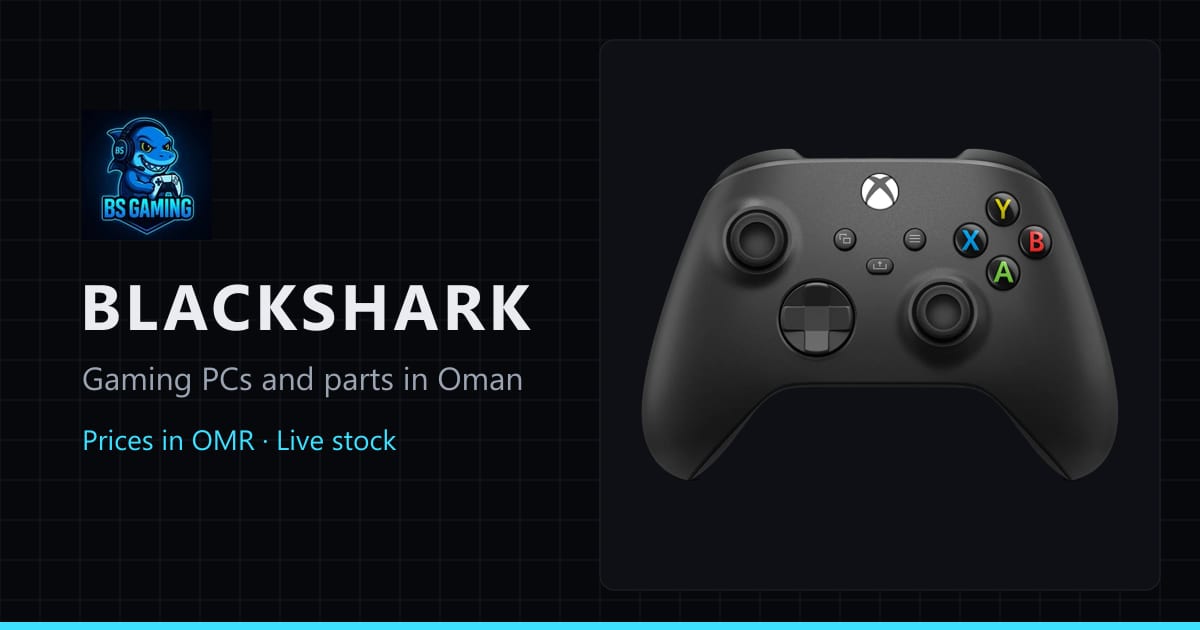 BS
BS GAMING
BLACKSHARK
Gaming PCs and parts in Oman
Prices in OMR · Live stock
Y
X
B
A